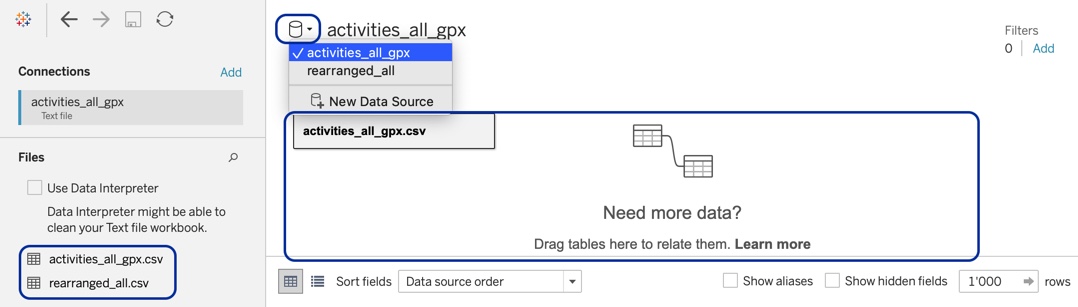 Connections
Add
activities_all_gpx
Text file
Files
Use Data Interpreter
Data Interpreter might be able to
clean your Text file workbook.
activities_all_gpx.csv
rearranged_all.csv
activities_all_gpx
activities_all_gpx
rearranged_all
New Data Source
Filters
0 | Add
activities_all_gpx.csv
Need more data?
Drag tables here to relate them. Learn more
Sort fields Data source order Show aliases Show hidden fields 1'000 rows